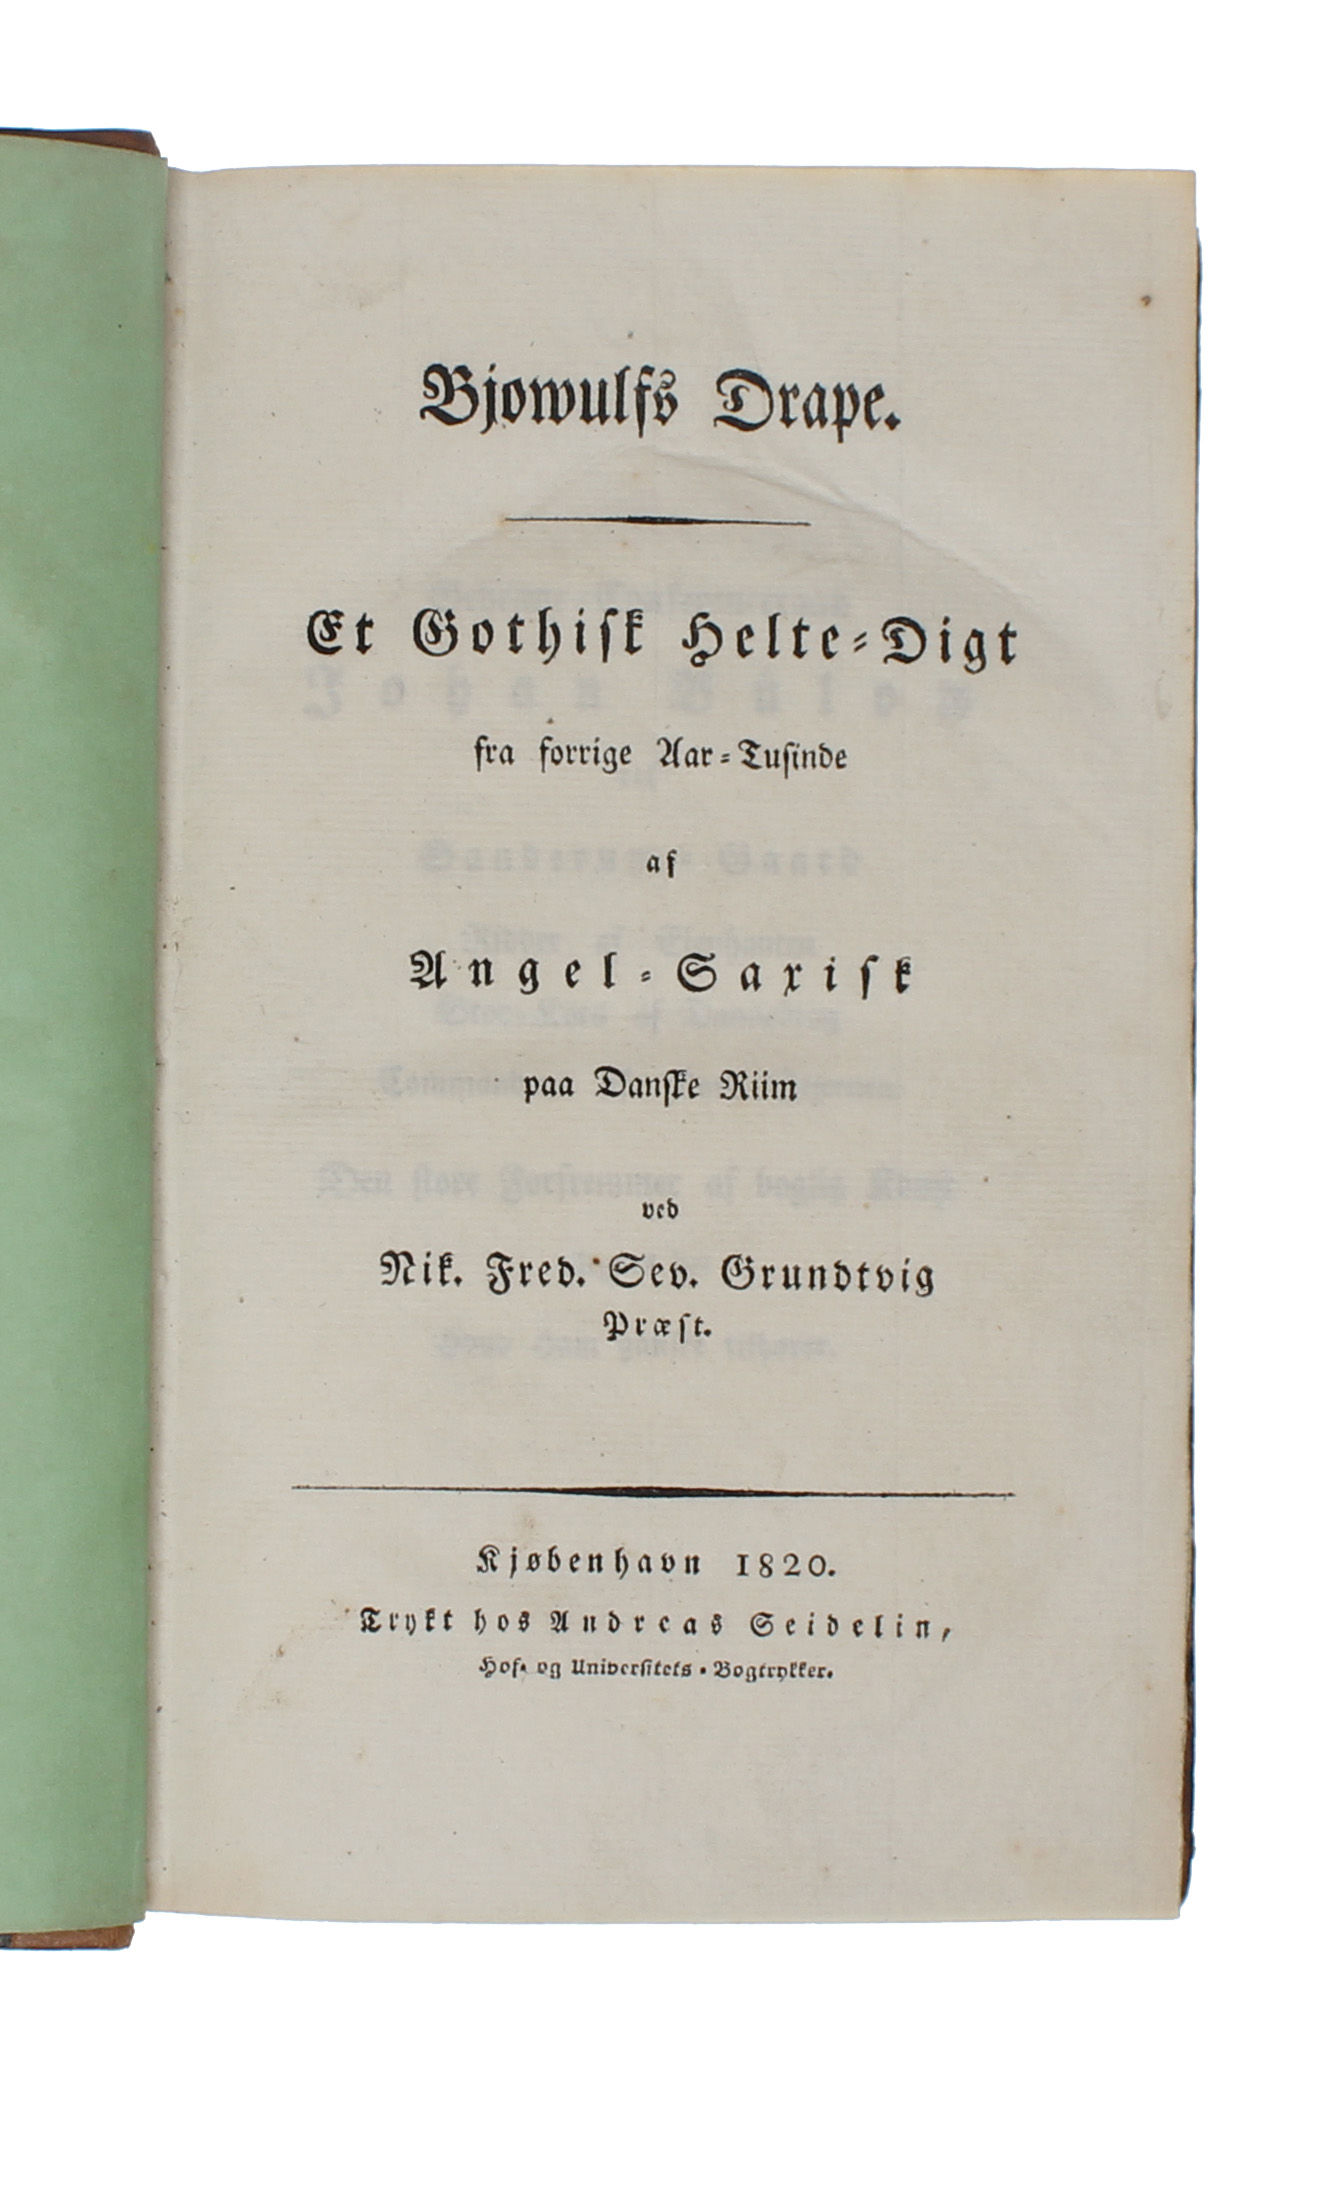 Bjowulfs Drape.
Et Gothisk Helte-Digt
fra forrige Aar-Tusinde
af
Angel-Saxisk
paa Danske Riim
ved
Nik. Fred. Sev. Grundtvig
Præst.
Kjøbenhavn 1820.
Trykt hos Andreas Seidelin,
Hof- og Universitets-Bogtrykker.